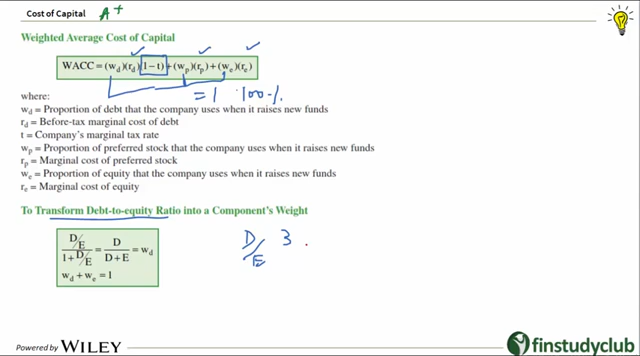 Cost of Capital A+
Weighted Average Cost of Capital
WACC = (wd)(rd)(1 – t) + (wp)(rp) + (we)(re)
= 1 100%
where:
wd = Proportion of debt that the company uses when it raises new funds
rd = Before-tax marginal cost of debt
t = Company's marginal tax rate
wp = Proportion of preferred stock that the company uses when it raises new funds
rp = Marginal cost of preferred stock
we = Proportion of equity that the company uses when it raises new funds
re = Marginal cost of equity
To Transform Debt-to-equity Ratio into a Component's Weight
D/E / 1 + D/E = D / D + E = wd
wd + we = 1
D/E 3
Powered by WILEY
finstudyclub